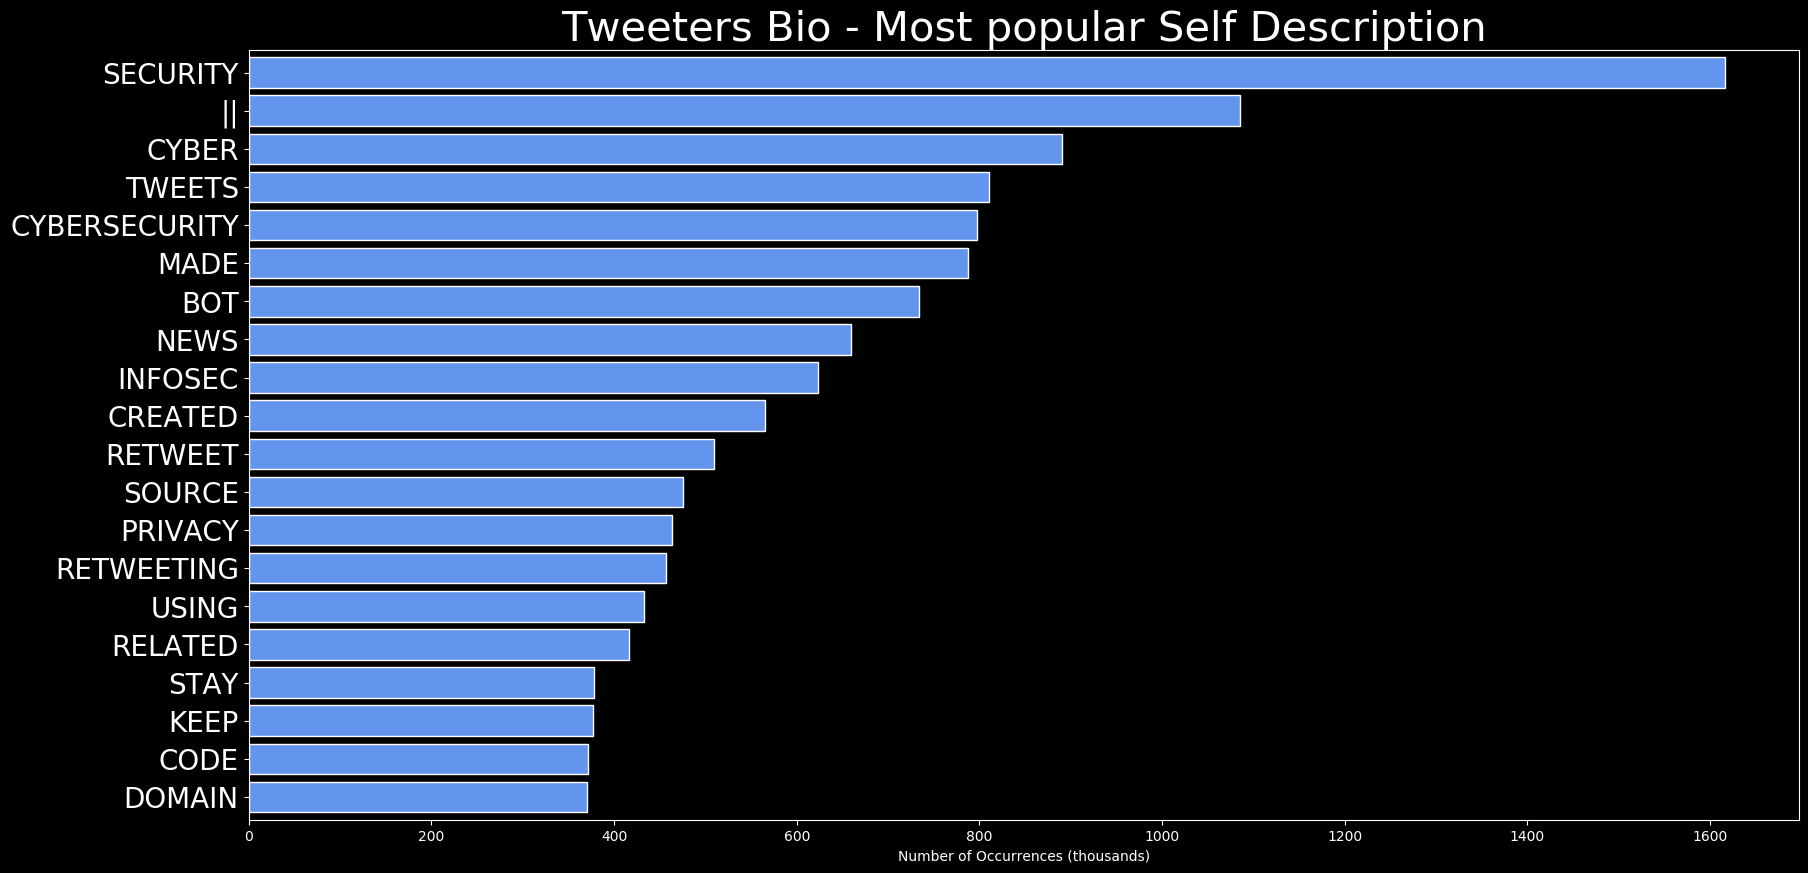 Tweeters Bio - Most popular Self Description
SECURITY
||
CYBER
TWEETS
CYBERSECURITY
MADE
BOT
NEWS
INFOSEC
CREATED
RETWEET
SOURCE
PRIVACY
RETWEETING
USING
RELATED
STAY
KEEP
CODE
DOMAIN
0 200 400 600 800 1000 1200 1400 1600
Number of Occurrences (thousands)